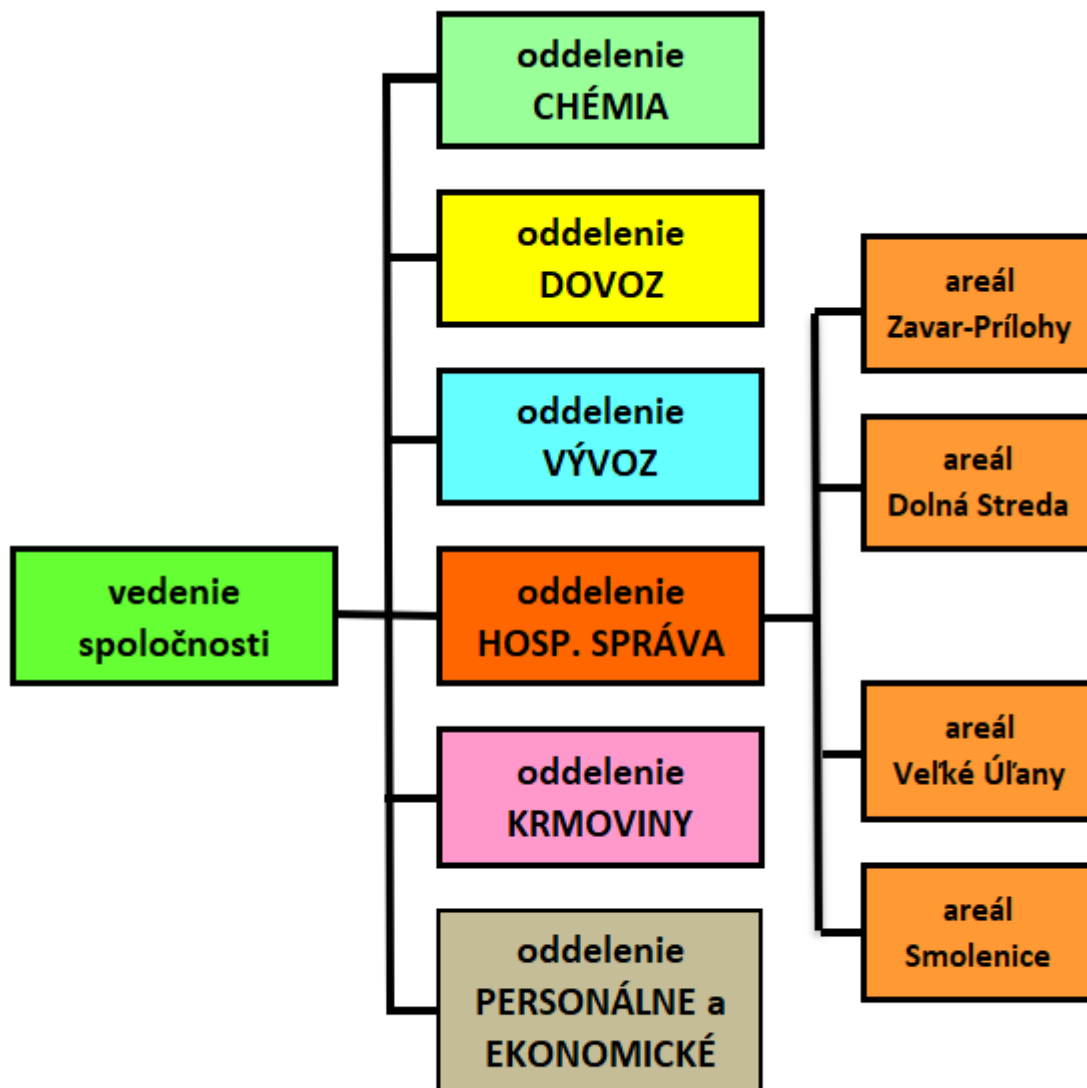 vedenie
spoločnosti
oddelenie
CHÉMIA
oddelenie
DOVOZ
oddelenie
VÝVOZ
oddelenie
HOSP. SPRÁVA
oddelenie
KRMOVINY
oddelenie
PERSONÁLNE a
EKONOMICKÉ
areál
Zavar-Prílohy
areál
Dolná Streda
areál
Veľké Úľany
areál
Smolenice